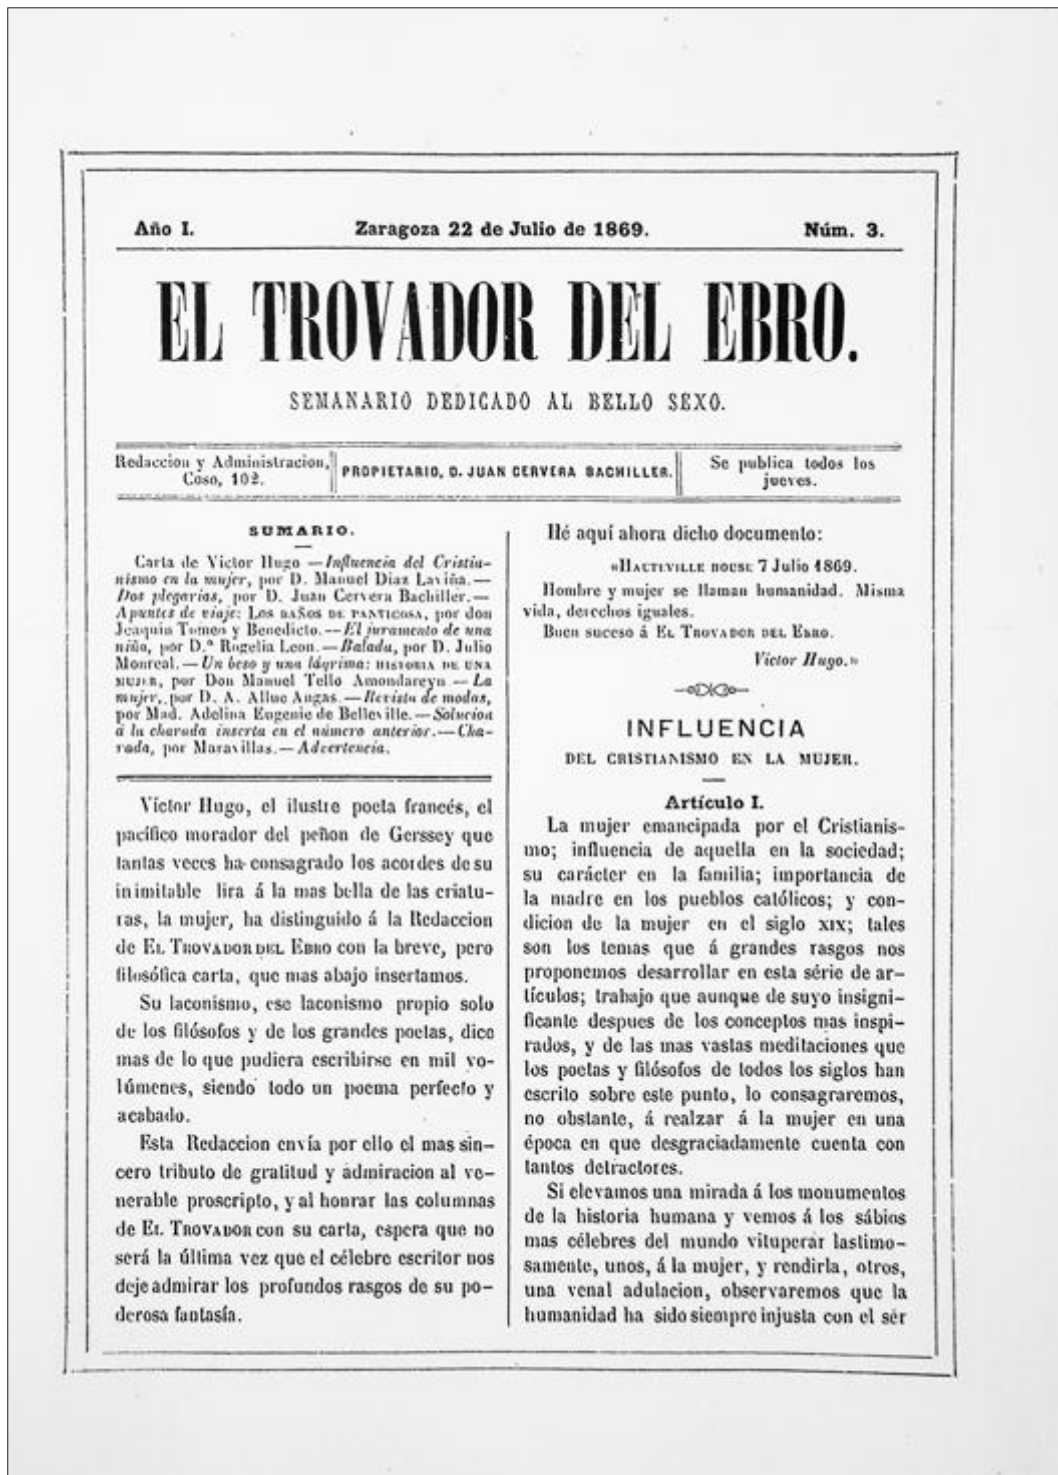 Año I.
Zaragoza 22 de Julio de 1869.
Núm. 3.
EL TROVADOR DEL EBRO.
SEMANARIO DEDICADO AL BELLO SEXO.
Redaccion y Administracion,
Coso, 102.
PROPIETARIO, D. JUAN CERVERA BACHILLER.
Se publica todos los
jueves.
SUMARIO.
Carta de Victor Hugo —Influencia del Cristia-
nismo en la mujer, por D. Manuel Diaz Laviña.—
Dos plegarias, por D. Juan Cervera Bachiller.—
Apuntes de viaje: LOS BAÑOS DE PANTICOSA, por don
Joaquin Tomeo y Benedicto.—El juramento de una
niña, por D.ª Rogelia Leon.—Balada, por D. Julio
Monreal.—Un beso y una lágrima: HISTORIA DE UNA
MUJER, por Don Manuel Tello Amondareyn —La
mujer, por D. A. Allue Angas.—Revista de modas,
por Mad. Adelina Eugenie de Belleville.—Solucion
á la charada inserta en el número anterior.—Cha-
rada, por Maravillas.—Advertencia.
Víctor Hugo, el ilustre poeta francés, el
pacífico morador del peñon de Gerssey que
tantas veces ha consagrado los acordes de su
inimitable lira á la mas bella de las criatu-
ras, la mujer, ha distinguido á la Redaccion
de EL TROVADOR DEL EBRO con la breve, pero
filosófica carta, que mas abajo insertamos.
Su laconismo, ese laconismo propio solo
de los filósofos y de los grandes poetas, dice
mas de lo que pudiera escribirse en mil vo-
lúmenes, siendo todo un poema perfecto y
acabado.
Esta Redaccion envía por ello el mas sin-
cero tributo de gratitud y admiracion al ve-
nerable proscripto, y al honrar las columnas
de EL TROVADOR con su carta, espera que no
será la última vez que el célebre escritor nos
deje admirar los profundos rasgos de su po-
derosa fantasía.
Hé aquí ahora dicho documento:
«HAUTEVILLE HOUSE 7 Julio 1869.
Hombre y mujer se llaman humanidad. Misma
vida, derechos iguales.
Buen suceso á EL TROVADOR DEL EBRO.
Victor Hugo.»
INFLUENCIA
DEL CRISTIANISMO EN LA MUJER.
Artículo I.
La mujer emancipada por el Cristianis-
mo; influencia de aquella en la sociedad;
su carácter en la familia; importancia de
la madre en los pueblos católicos; y con-
dicion de la mujer en el siglo XIX; tales
son los temas que á grandes rasgos nos
proponemos desarrollar en esta série de ar-
tículos; trabajo que aunque de suyo insigni-
ficante despues de los conceptos mas inspi-
rados, y de las mas vastas meditaciones que
los poetas y filósofos de todos los siglos han
escrito sobre este punto, lo consagraremos,
no obstante, á realzar á la mujer en una
época en que desgraciadamente cuenta con
tantos detractores.
Si elevamos una mirada á los monumentos
de la historia humana y vemos á los sábios
mas célebres del mundo vituperar lastimo-
samente, unos, á la mujer, y rendirla, otros,
una venal adulacion, observaremos que la
humanidad ha sido siempre injusta con el sér